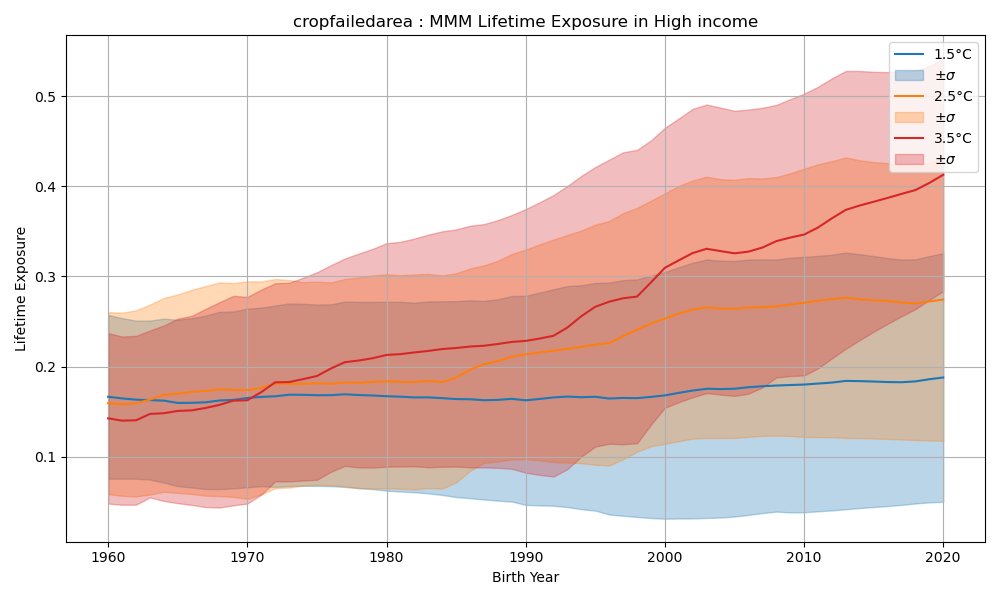 cropfailedarea : MMM Lifetime Exposure in High income
Lifetime Exposure
0.5
0.4
0.3
0.2
0.1
1.5°C
±σ
2.5°C
±σ
3.5°C
±σ
1960 1970 1980 1990 2000 2010 2020
Birth Year